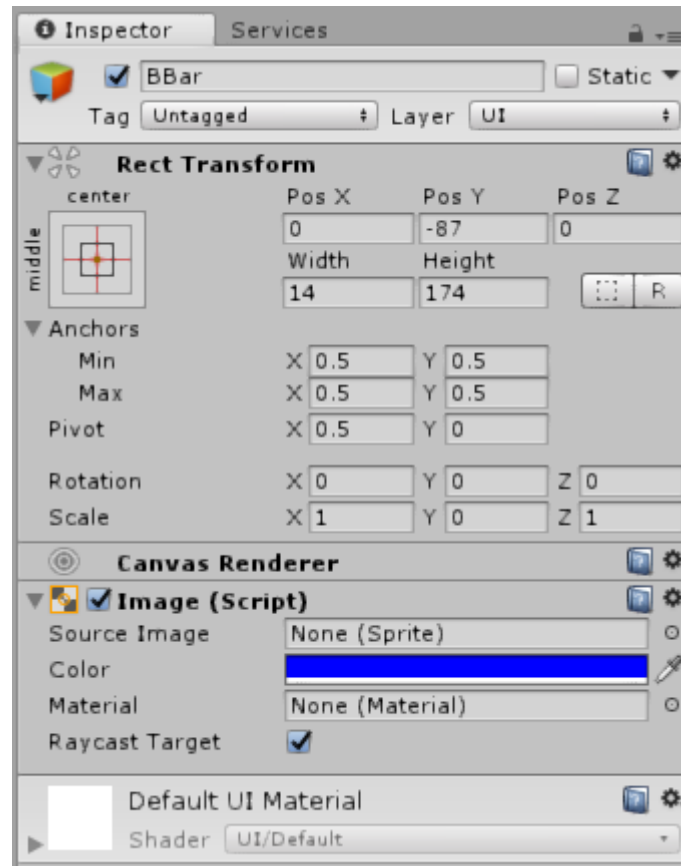 Inspector Services
BBar Static
Tag Untagged Layer UI
Rect Transform
center Pos X Pos Y Pos Z
middle 0 -87 0
Width Height
14 174 R
Anchors
Min X 0.5 Y 0.5
Max X 0.5 Y 0.5
Pivot X 0.5 Y 0
Rotation X 0 Y 0 Z 0
Scale X 1 Y 0 Z 1
Canvas Renderer
Image (Script)
Source Image None (Sprite)
Color
Material None (Material)
Raycast Target
Default UI Material
Shader UI/Default